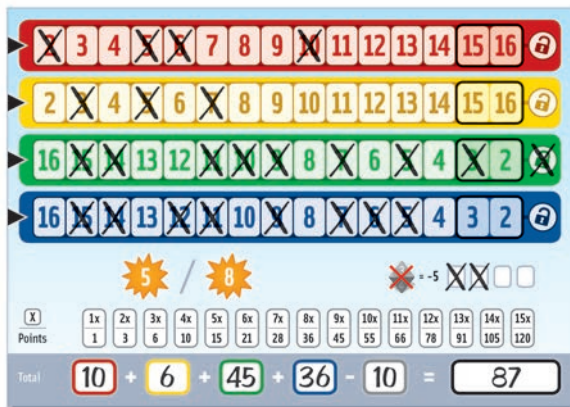 2 3 4 5 6 7 8 9 10 11 12 13 14 15 16
2 3 4 5 6 7 8 9 10 11 12 13 14 15 16
16 15 14 13 12 11 10 9 8 7 6 5 4 3 2
16 15 14 13 12 11 10 9 8 7 6 5 4 3 2
5 / 8 = -5 X X
X 1x 2x 3x 4x 5x 6x 7x 8x 9x 10x 11x 12x 13x 14x 15x
Points 1 3 6 10 15 21 28 36 45 55 66 78 91 105 120
Total 10 + 6 + 45 + 36 - 10 = 87